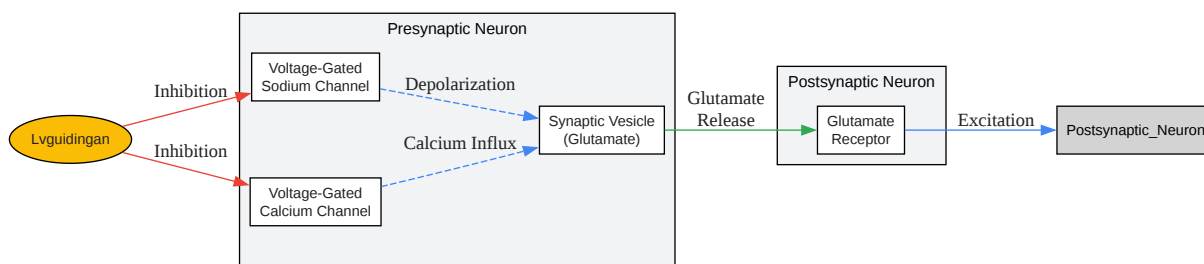 Presynaptic Neuron
Lvguidingan
Inhibition
Inhibition
Voltage-Gated
Sodium Channel
Voltage-Gated
Calcium Channel
Depolarization
Calcium Influx
Synaptic Vesicle
(Glutamate)
Glutamate
Release
Postsynaptic Neuron
Glutamate
Receptor
Excitation
Postsynaptic_Neuron